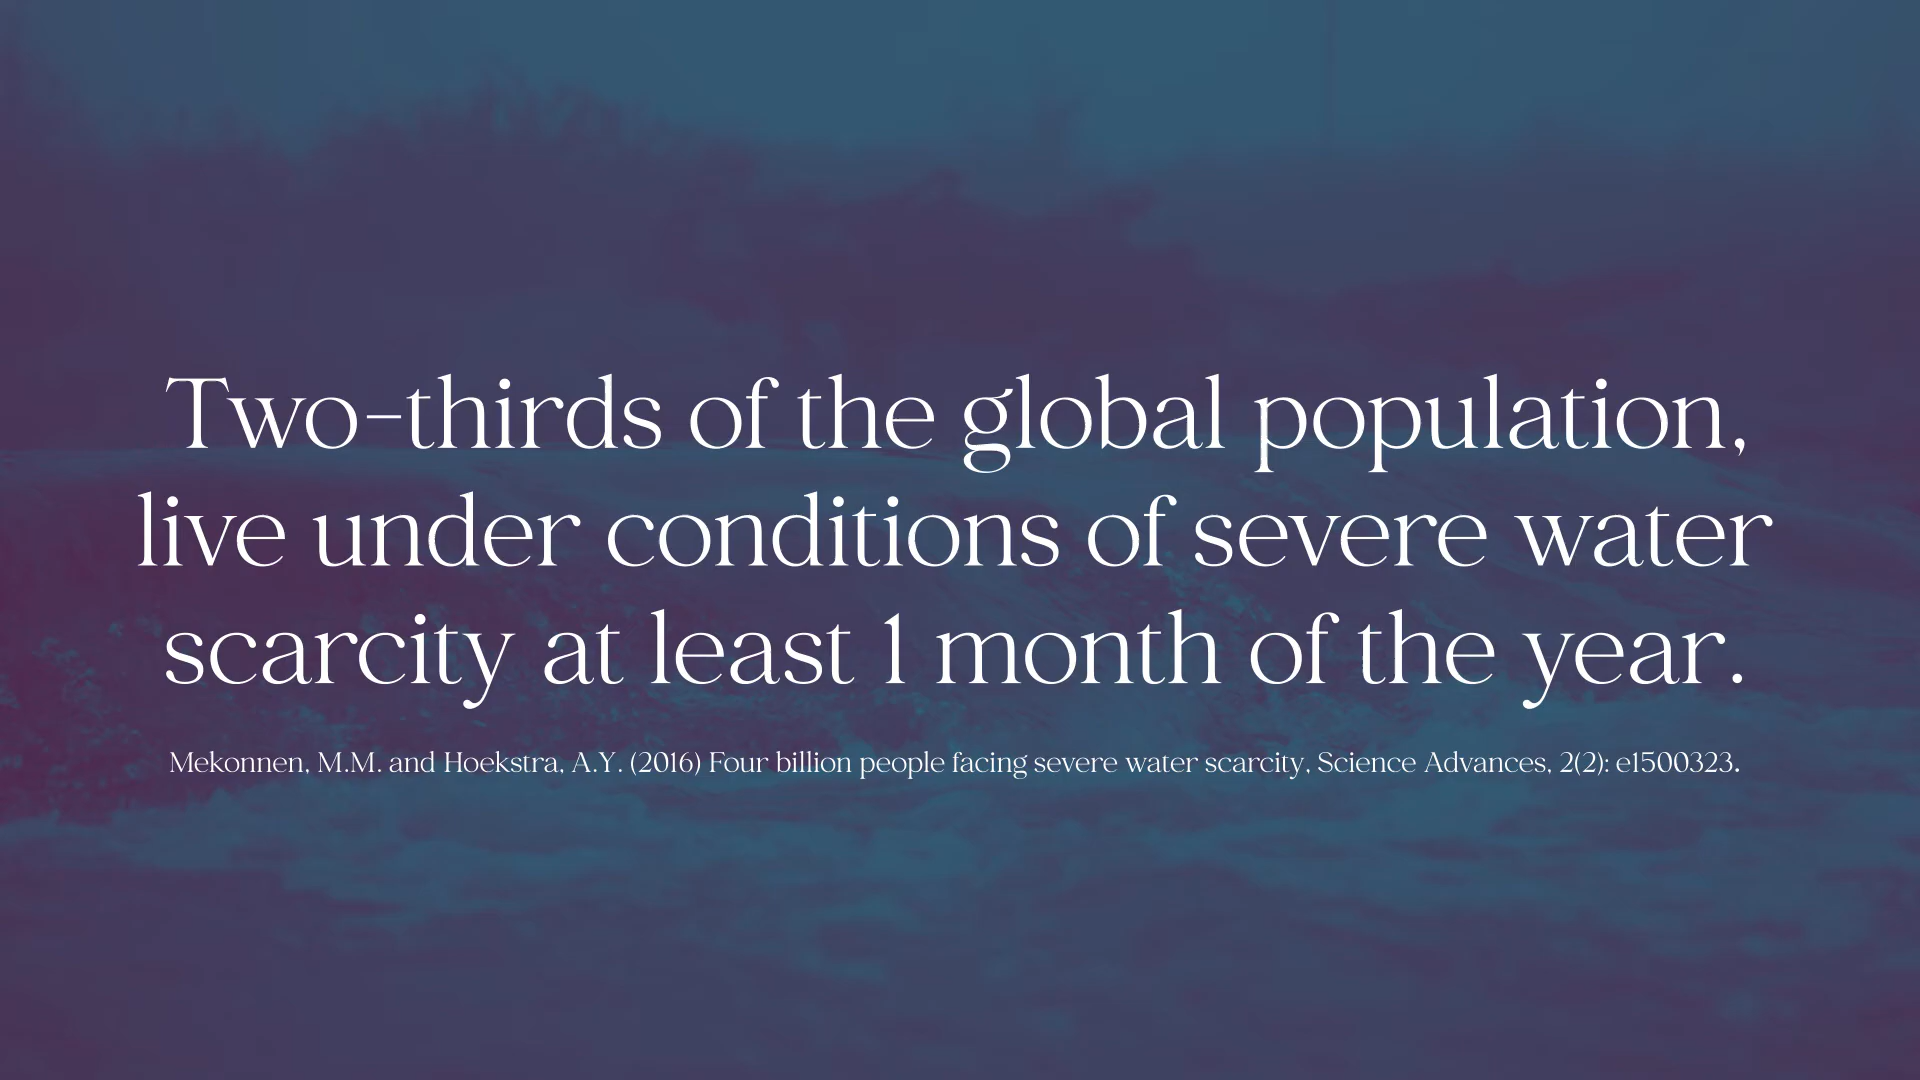 Two-thirds of the global population,
live under conditions of severe water
scarcity at least 1 month of the year.
Mekonnen, M.M. and Hoekstra, A.Y. (2016) Four billion people facing severe water scarcity, Science Advances, 2(2): e1500323.